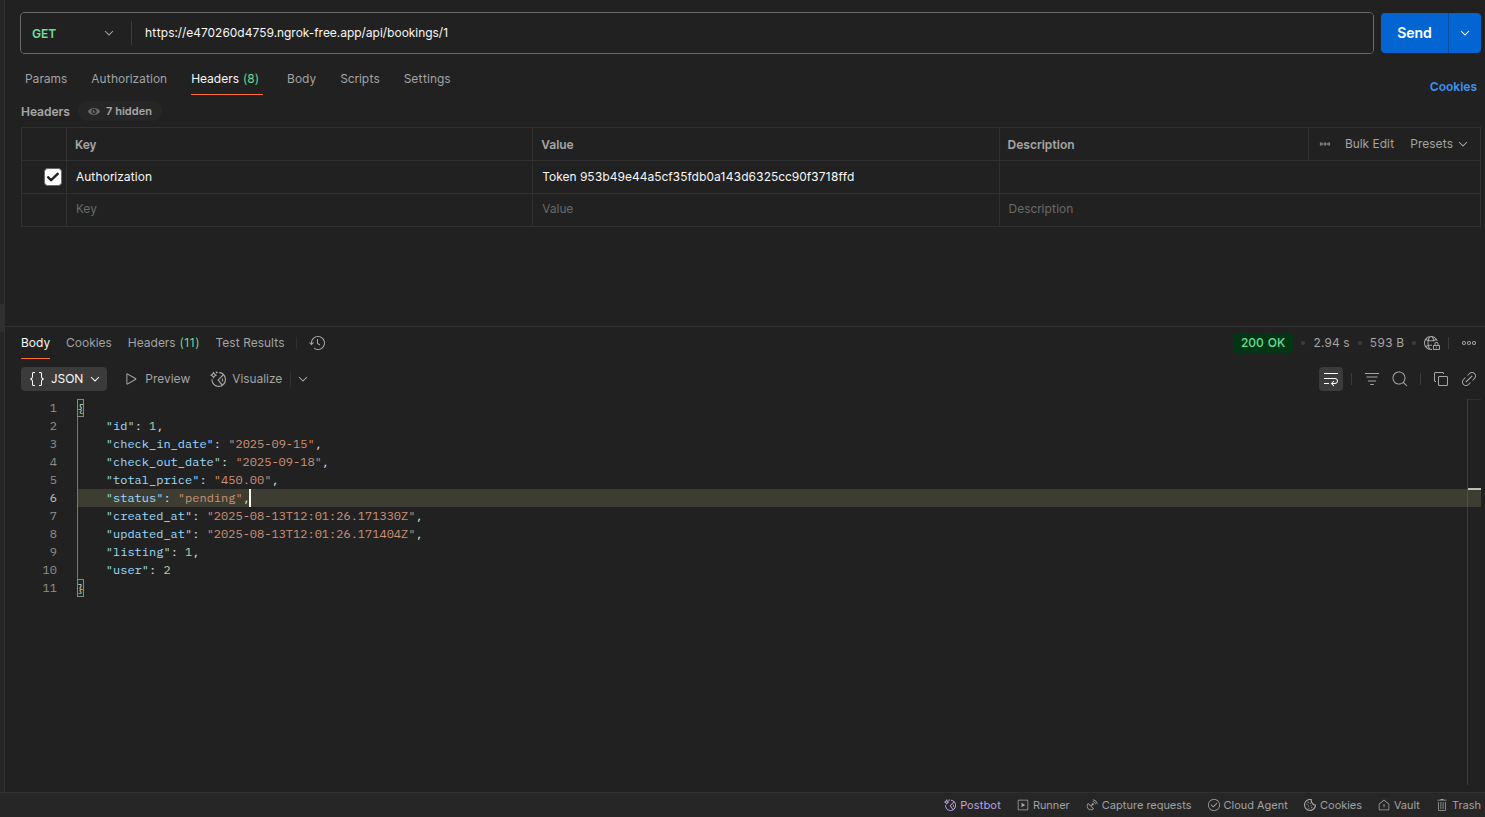 GET https://e470260d4759.ngrok-free.app/api/bookings/1 Send
Params Authorization Headers (8) Body Scripts Settings
Cookies
Headers 7 hidden
Key Value Description Bulk Edit Presets
Authorization Token 953b49e44a5cf35fdb0a143d6325cc90f3718ffd
Key Value Description
Body Cookies Headers (11) Test Results 200 OK • 2.94 s • 593 B
{} JSON Preview Visualize
1 {
2 "id": 1,
3 "check_in_date": "2025-09-15",
4 "check_out_date": "2025-09-18",
5 "total_price": "450.00",
6 "status": "pending",
7 "created_at": "2025-08-13T12:01:26.171330Z",
8 "updated_at": "2025-08-13T12:01:26.171404Z",
9 "listing": 1,
10 "user": 2
11 }
Postbot Runner Capture requests Cloud Agent Cookies Vault Trash